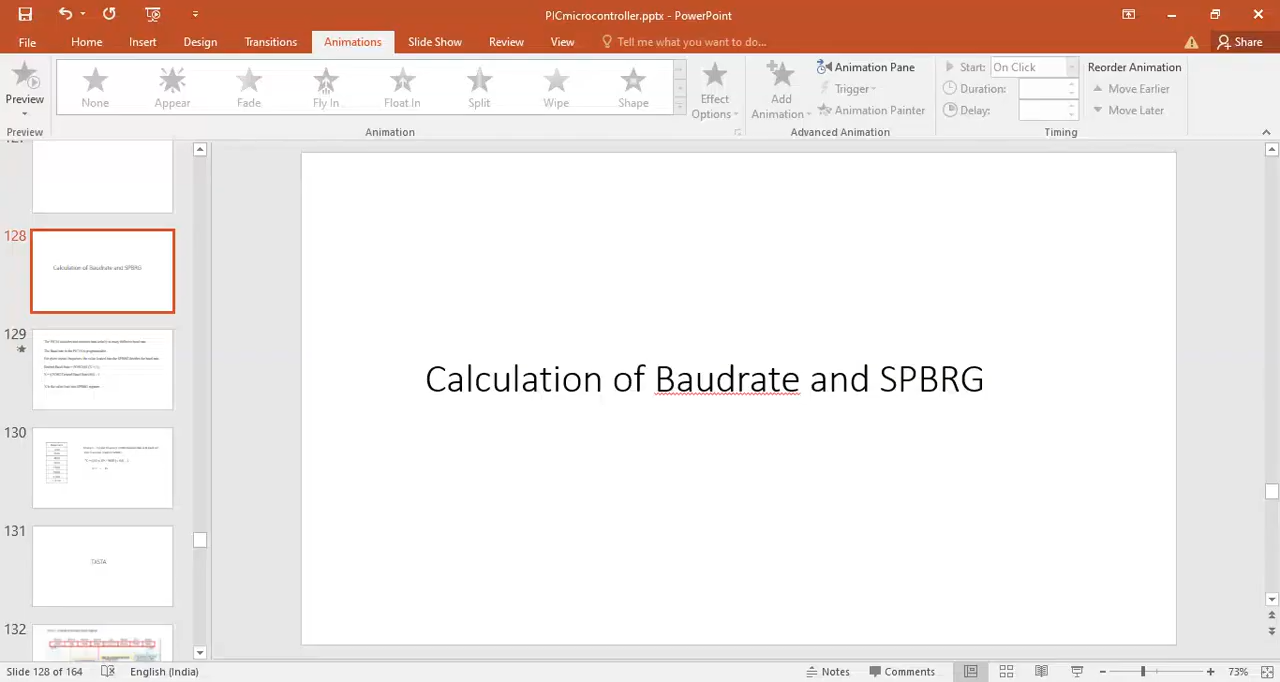 PICmicrocontroller.pptx - PowerPoint
File Home Insert Design Transitions Animations Slide Show Review View Tell me what you want to do... Share
Preview None Appear Fade Fly In Float In Split Wipe Shape Effect Options Add Animation Animation Pane Trigger Animation Painter Start: On Click Duration: Delay: Reorder Animation Move Earlier Move Later
Preview Animation Advanced Animation Timing
128
Calculation of Baudrate and SPBRG
129
130
131
132
Calculation of Baudrate and SPBRG
Slide 128 of 164 English (India) Notes Comments 73%